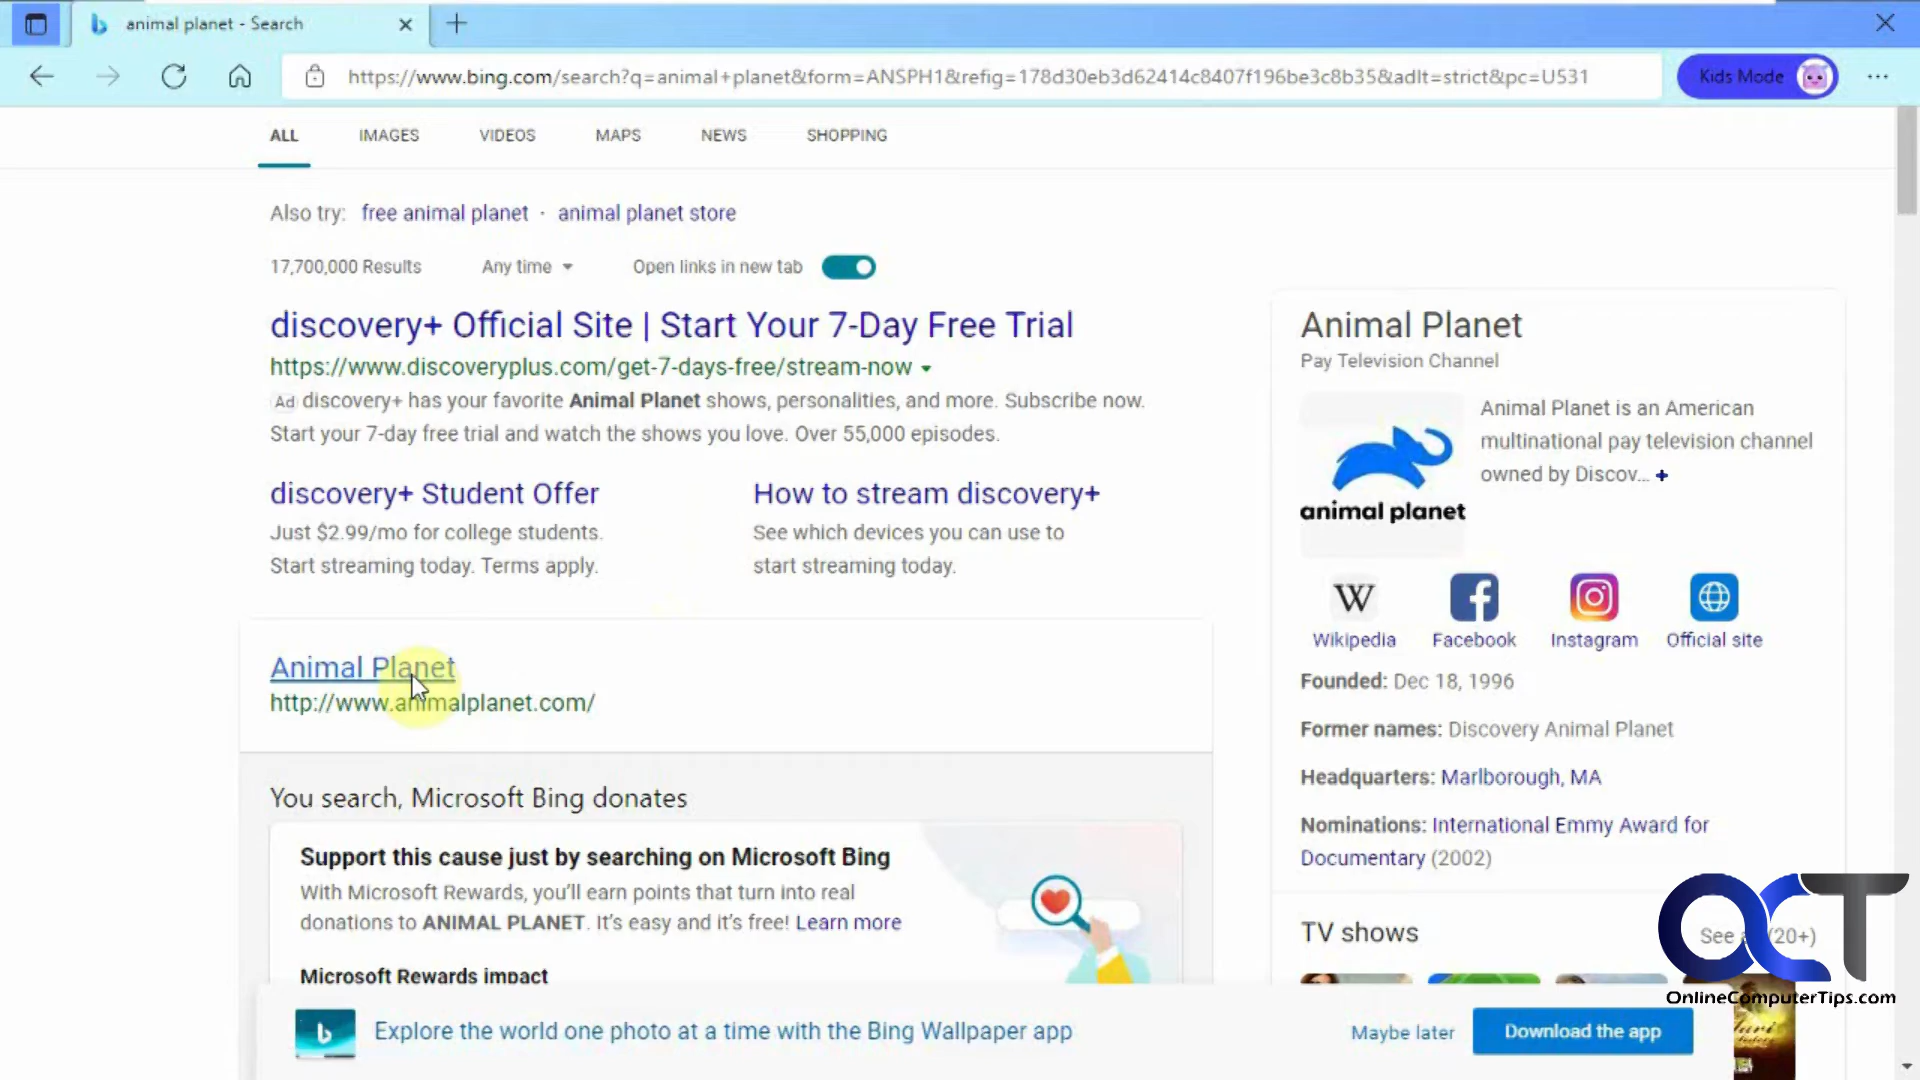 animal planet - Search
https://www.bing.com/search?q=animal+planet&form=ANSPH1&refig=178d30eb3d62414c8407f196be3c8b35&adlt=strict&pc=U531
Kids Mode
ALL IMAGES VIDEOS MAPS NEWS SHOPPING
Also try: free animal planet · animal planet store
17,700,000 Results Any time Open links in new tab
discovery+ Official Site | Start Your 7-Day Free Trial
https://www.discoveryplus.com/get-7-days-free/stream-now
Ad discovery+ has your favorite Animal Planet shows, personalities, and more. Subscribe now.
Start your 7-day free trial and watch the shows you love. Over 55,000 episodes.
discovery+ Student Offer
Just $2.99/mo for college students.
Start streaming today. Terms apply.
How to stream discovery+
See which devices you can use to
start streaming today.
Animal Planet
http://www.animalplanet.com/
You search, Microsoft Bing donates
Support this cause just by searching on Microsoft Bing
With Microsoft Rewards, you'll earn points that turn into real
donations to ANIMAL PLANET. It's easy and it's free! Learn more
Microsoft Rewards impact
Animal Planet
Pay Television Channel
animal planet
Animal Planet is an American
multinational pay television channel
owned by Discov... +
W
Wikipedia Facebook Instagram Official site
Founded: Dec 18, 1996
Former names: Discovery Animal Planet
Headquarters: Marlborough, MA
Nominations: International Emmy Award for
Documentary (2002)
TV shows
See (20+)
OCT
OnlineComputerTips.com
Explore the world one photo at a time with the Bing Wallpaper app
Maybe later
Download the app